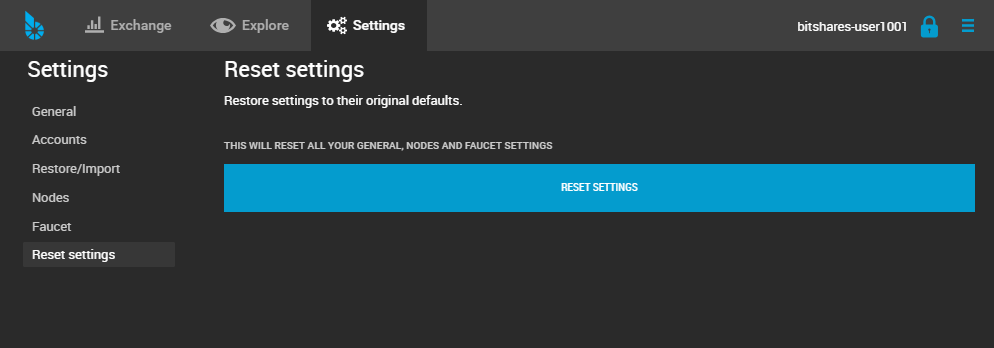 Exchange
Explore
Settings
bitshares-user1001
Settings
General
Accounts
Restore/Import
Nodes
Faucet
Reset settings
Reset settings
Restore settings to their original defaults.
THIS WILL RESET ALL YOUR GENERAL, NODES AND FAUCET SETTINGS
RESET SETTINGS